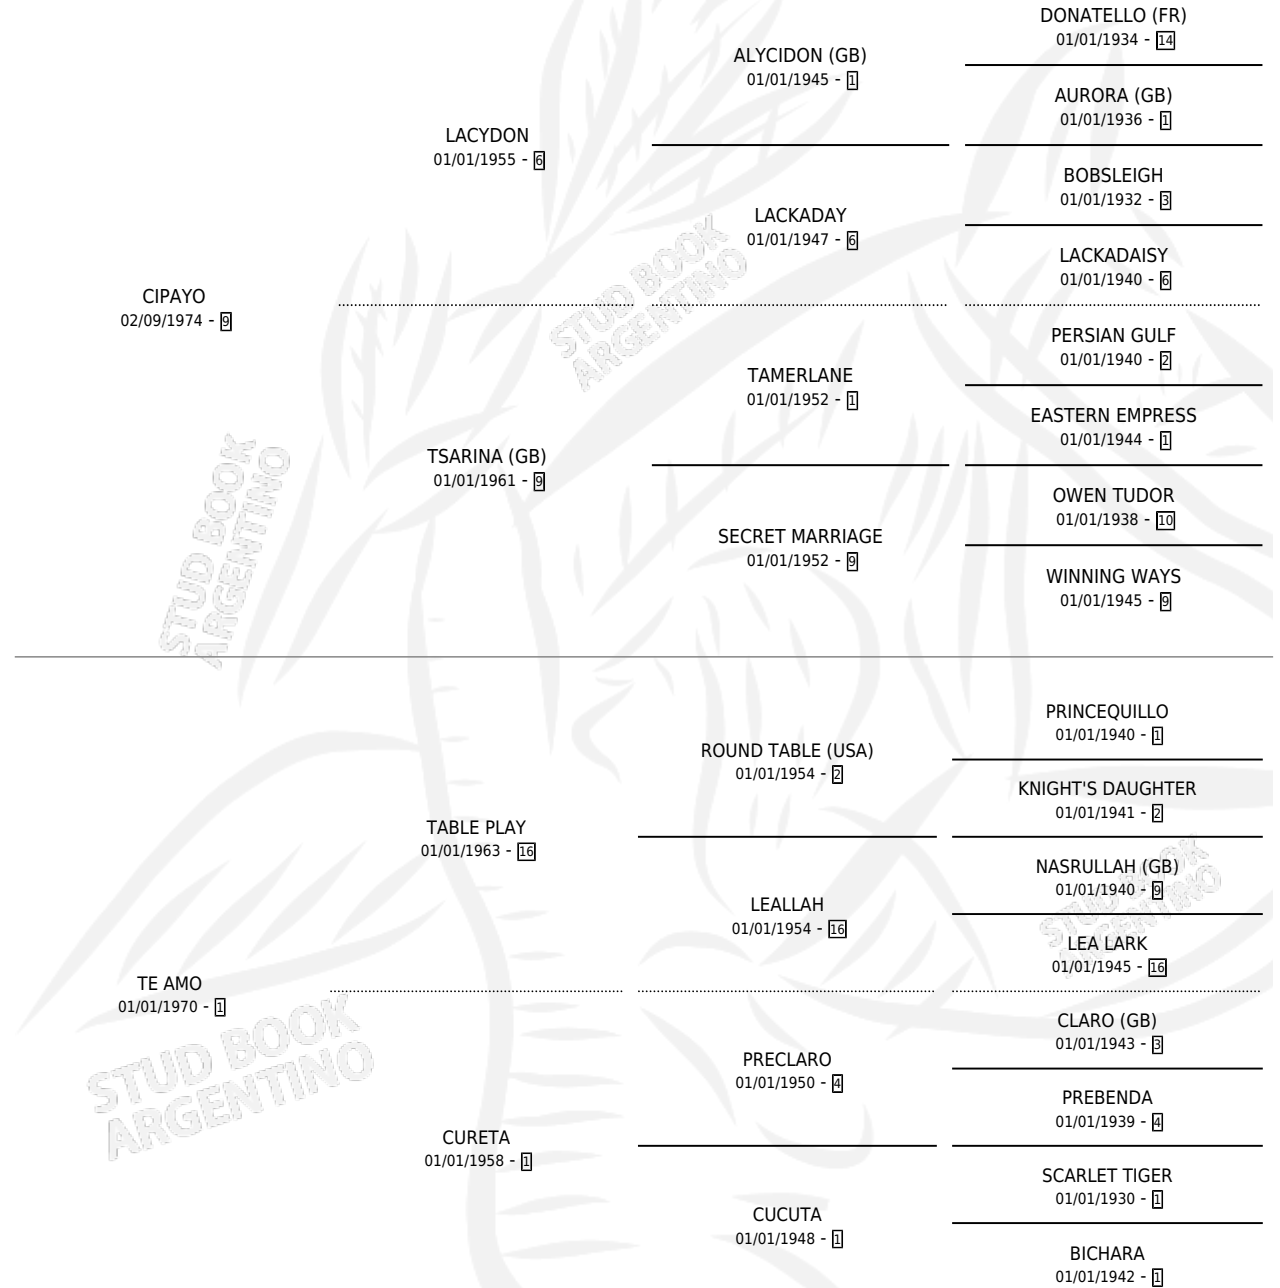 DONATELLO (FR)
01/01/1934 - 14
ALYCIDON (GB)
01/01/1945 - 1
AURORA (GB)
01/01/1936 - 1
LACYDON
01/01/1955 - 6
BOBSLEIGH
01/01/1932 - 3
LACKADAY
01/01/1947 - 6
LACKADAISY
01/01/1940 - 6
CIPAYO
02/09/1974 - 9
PERSIAN GULF
01/01/1940 - 2
TAMERLANE
01/01/1952 - 1
EASTERN EMPRESS
01/01/1944 - 1
TSARINA (GB)
01/01/1961 - 9
OWEN TUDOR
01/01/1938 - 10
SECRET MARRIAGE
01/01/1952 - 9
WINNING WAYS
01/01/1945 - 9
PRINCEQUILLO
01/01/1940 - 1
ROUND TABLE (USA)
01/01/1954 - 2
KNIGHT'S DAUGHTER
01/01/1941 - 2
TABLE PLAY
01/01/1963 - 16
NASRULLAH (GB)
01/01/1940 - 9
LEALLAH
01/01/1954 - 16
LEA LARK
01/01/1945 - 16
TE AMO
01/01/1970 - 1
CLARO (GB)
01/01/1943 - 3
PRECLARO
01/01/1950 - 4
PREBENDA
01/01/1939 - 4
CURETA
01/01/1958 - 1
SCARLET TIGER
01/01/1930 - 1
CUCUTA
01/01/1948 - 1
BICHARA
01/01/1942 - 1
STUD BOOK
ARGENTINO
STUD BOOK
ARGENTINO
STUD BOOK
ARGENTINO
STUD BOOK
ARGENTINO